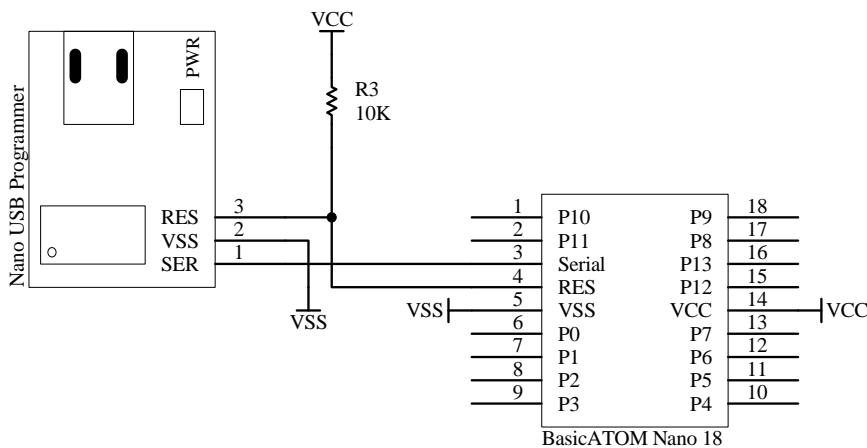 VCC
PWR
R3
10K
Nano USB Programmer
RES 3
VSS 2
SER 1
VSS
1 P10 P9 18
2 P11 P8 17
3 Serial P13 16
4 RES P12 15
VSS 5 VSS VCC 14 VCC
6 P0 P7 13
7 P1 P6 12
8 P2 P5 11
9 P3 P4 10
BasicATOM Nano 18